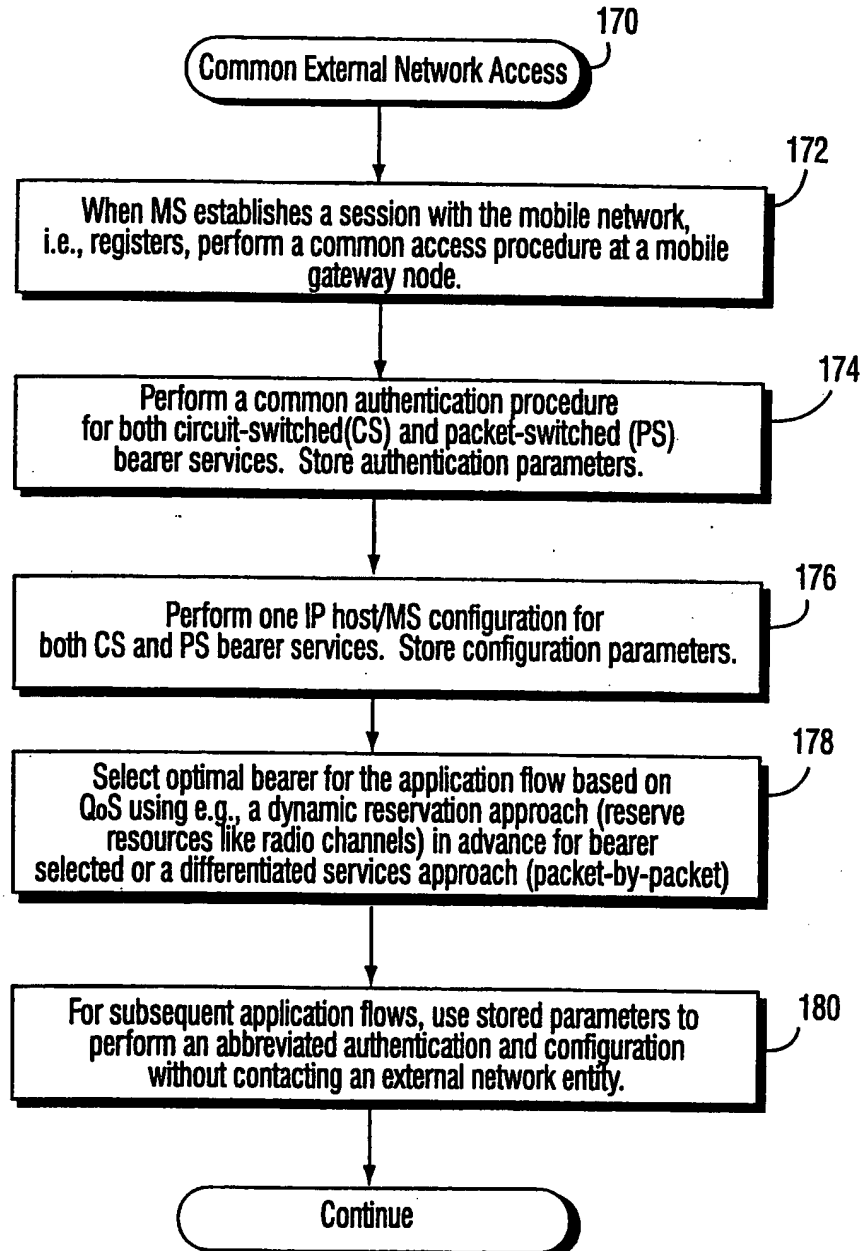 170
Common External Network Access
172
When MS establishes a session with the mobile network,
i.e., registers, perform a common access procedure at a mobile
gateway node.
174
Perform a common authentication procedure
for both circuit-switched(CS) and packet-switched (PS)
bearer services. Store authentication parameters.
176
Perform one IP host/MS configuration for
both CS and PS bearer services. Store configuration parameters.
178
Select optimal bearer for the application flow based on
QoS using e.g., a dynamic reservation approach (reserve
resources like radio channels) in advance for bearer
selected or a differentiated services approach (packet-by-packet)
180
For subsequent application flows, use stored parameters to
perform an abbreviated authentication and configuration
without contacting an external network entity.
Continue